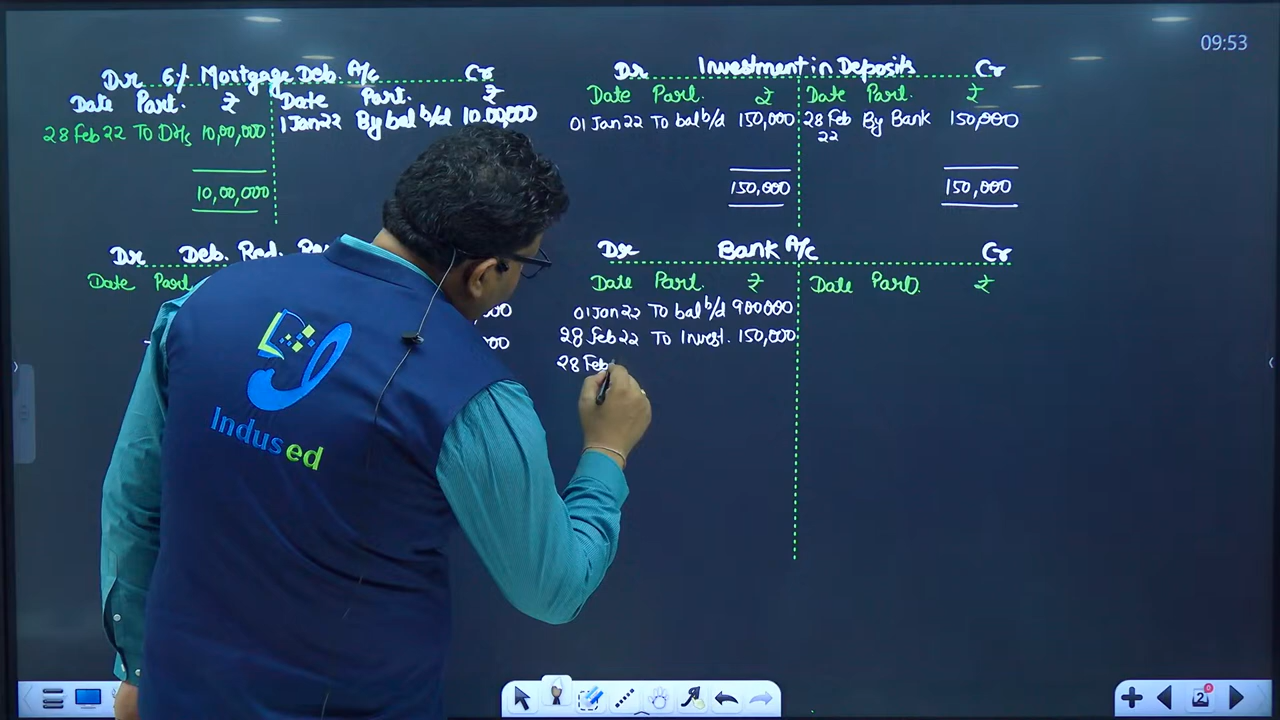 09:53
Dr 6% Mortgage Deb. A/c Cr
Date Part. ₹ Date Part. ₹
28 Feb 22 To DH/s 10,00,000 1 Jan 22 By bal b/d 10,00,000
10,00,000
Dr Investment in Deposits Cr
Date Part. ₹ Date Part. ₹
01 Jan 22 To bal b/d 150,000 28 Feb 22 By Bank 150,000
150,000 150,000
Dr Deb. Red.
Date Part.
Dr Bank A/c Cr
Date Part. ₹ Date Part. ₹
01 Jan 22 To bal b/d 900000
28 Feb 22 To Invest. 150,000
28 Feb
Indused
2